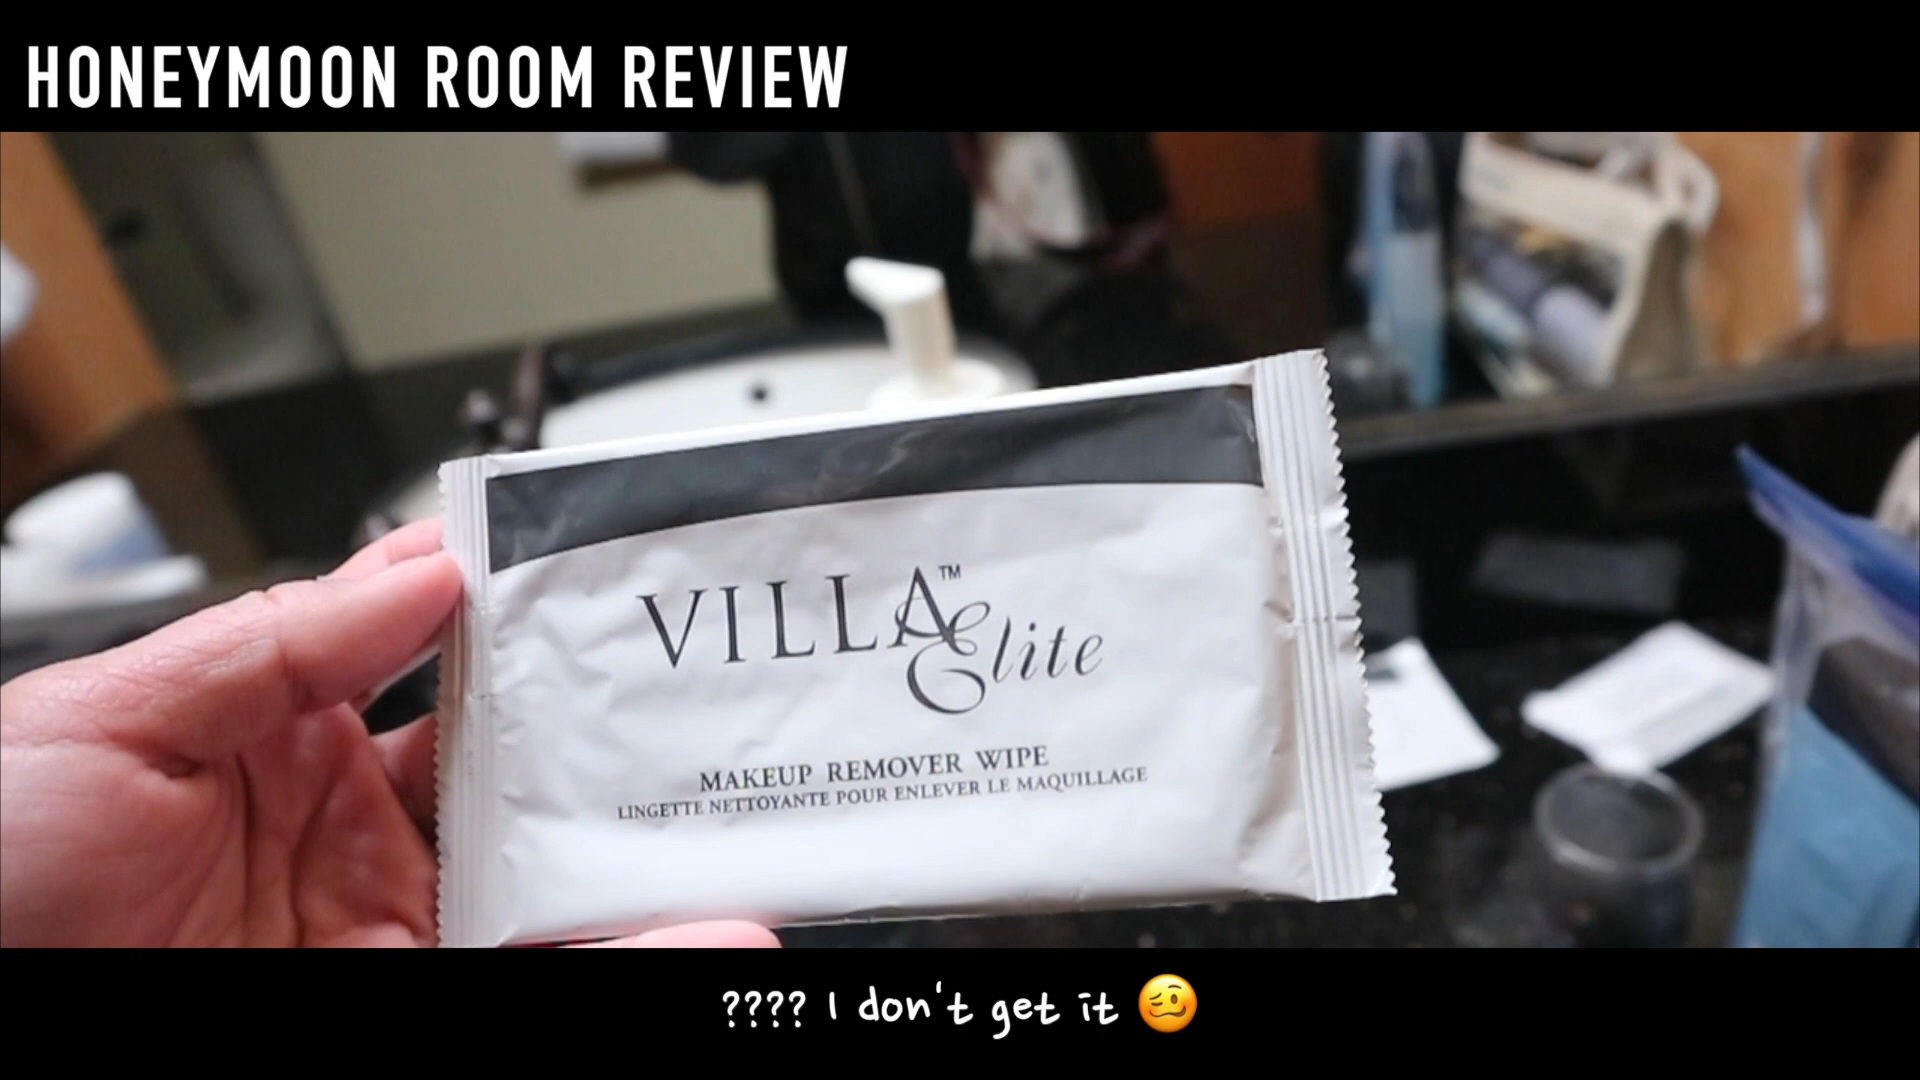 HONEYMOON ROOM REVIEW
VILLA™ Elite
MAKEUP REMOVER WIPE
LINGETTE NETTOYANTE POUR ENLEVER LE MAQUILLAGE
???? I don't get it 🥴